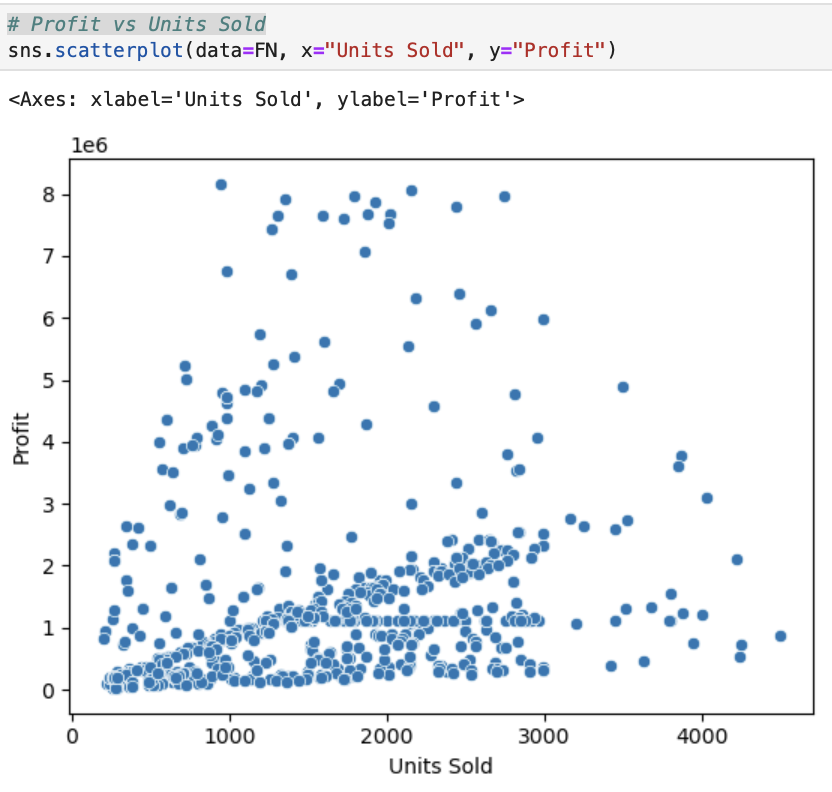 # Profit vs Units Sold
sns.scatterplot(data=FN, x="Units Sold", y="Profit")
<Axes: xlabel='Units Sold', ylabel='Profit'>
1e6
8
7
6
5
4
3
2
1
0
Profit
0 1000 2000 3000 4000
Units Sold